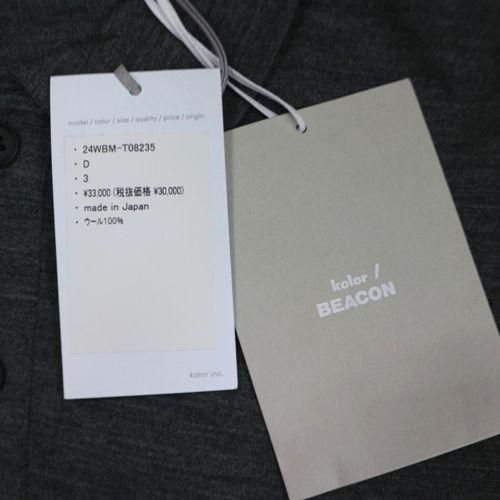 model / color / size / quality / price / origin
・ 24WBM-T08235
・ D
・ 3
・ ¥33,000 (税抜価格 ¥30,000)
・ made in Japan
・ ウール100%
kolor inc.
kolor /
BEACON